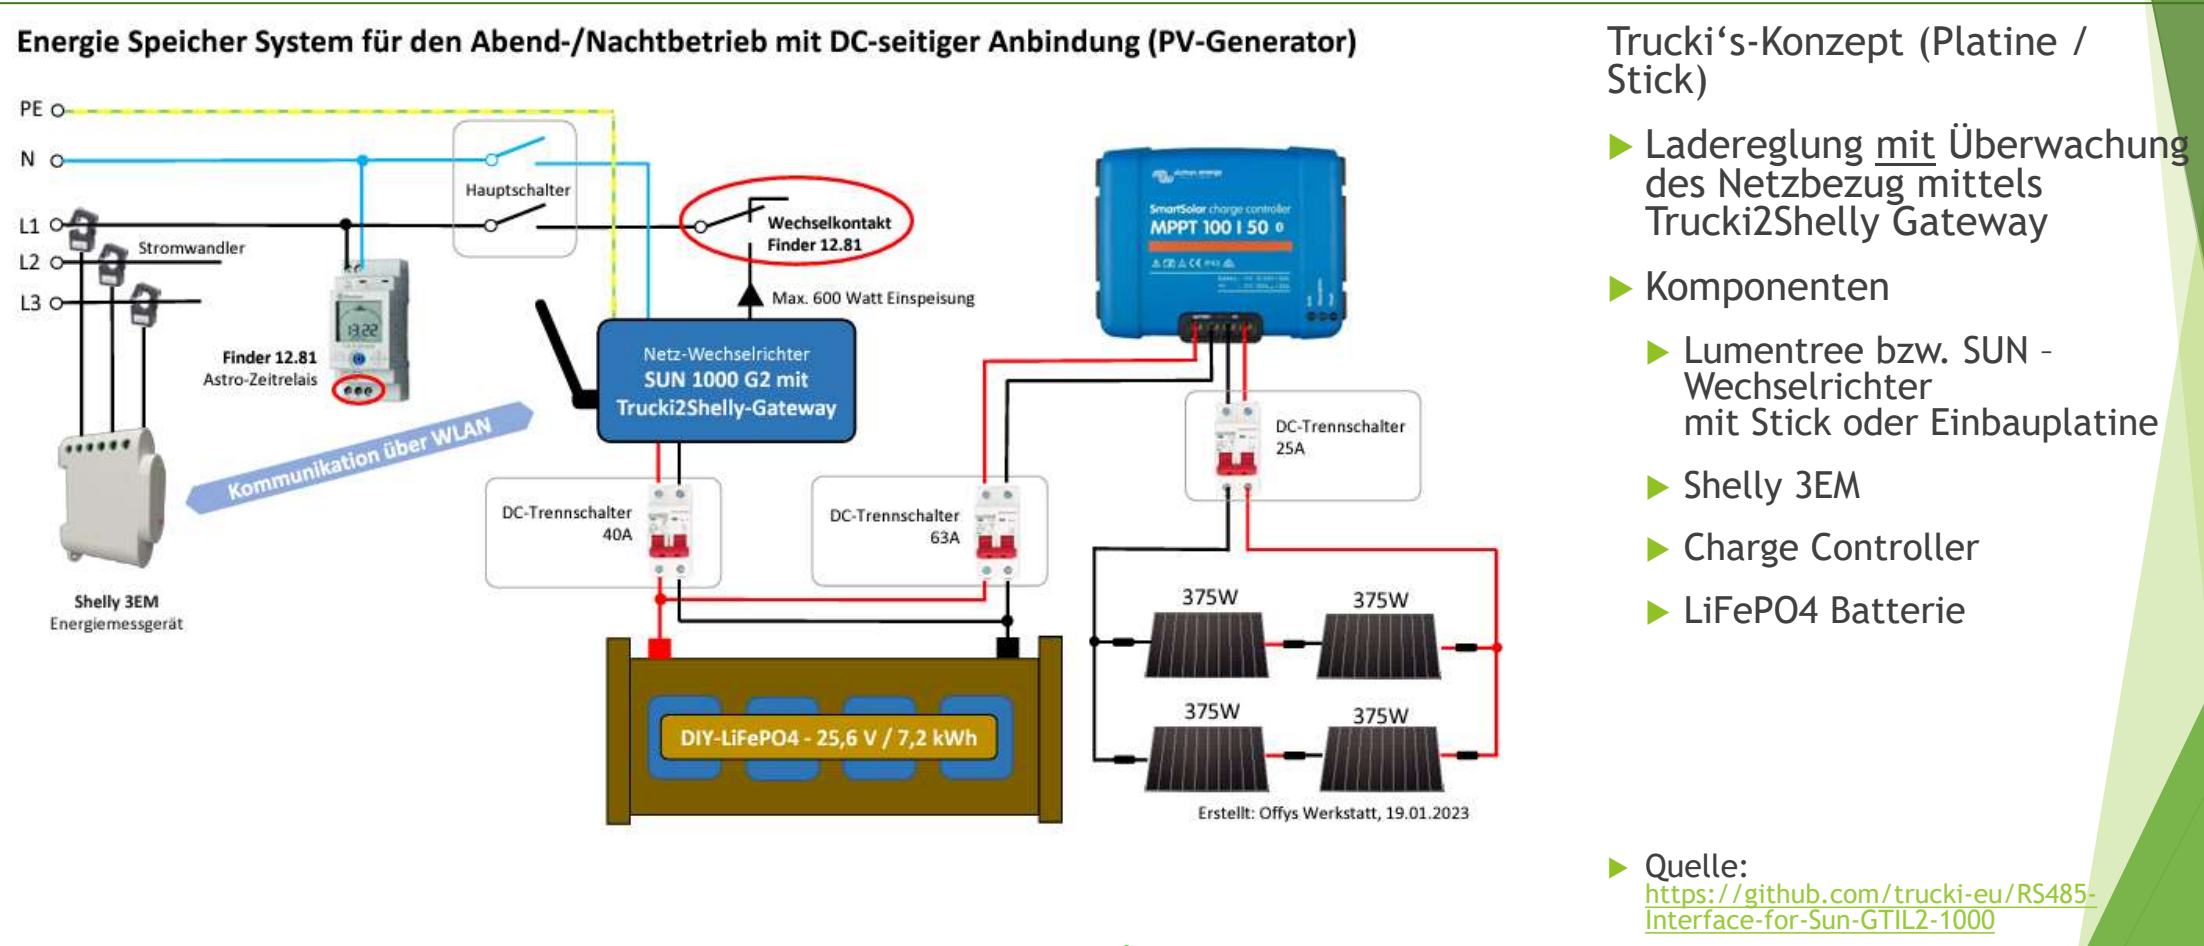 Energie Speicher System für den Abend-/Nachtbetrieb mit DC-seitiger Anbindung (PV-Generator)
PE
N
L1
L2
L3
Stromwandler
Hauptschalter
Wechselkontakt
Finder 12.81
Max. 600 Watt Einspeisung
Finder 12.81
Astro-Zeitrelais
Kommunikation über WLAN
Netz-Wechselrichter
SUN 1000 G2 mit
Trucki2Shelly-Gateway
Shelly 3EM
Energiemessgerät
DC-Trennschalter
40A
DC-Trennschalter
63A
SmartSolar charge controller
MPPT 100 | 50
DC-Trennschalter
25A
375W
375W
375W
375W
DIY-LiFePO4 - 25,6 V / 7,2 kWh
Erstellt: Offys Werkstatt, 19.01.2023
Trucki‘s-Konzept (Platine /
Stick)
Ladereglung mit Überwachung
des Netzbezug mittels
Trucki2Shelly Gateway
Komponenten
Lumentree bzw. SUN –
Wechselrichter
mit Stick oder Einbauplatine
Shelly 3EM
Charge Controller
LiFePO4 Batterie
Quelle:
https://github.com/trucki-eu/RS485-
Interface-for-Sun-GTIL2-1000